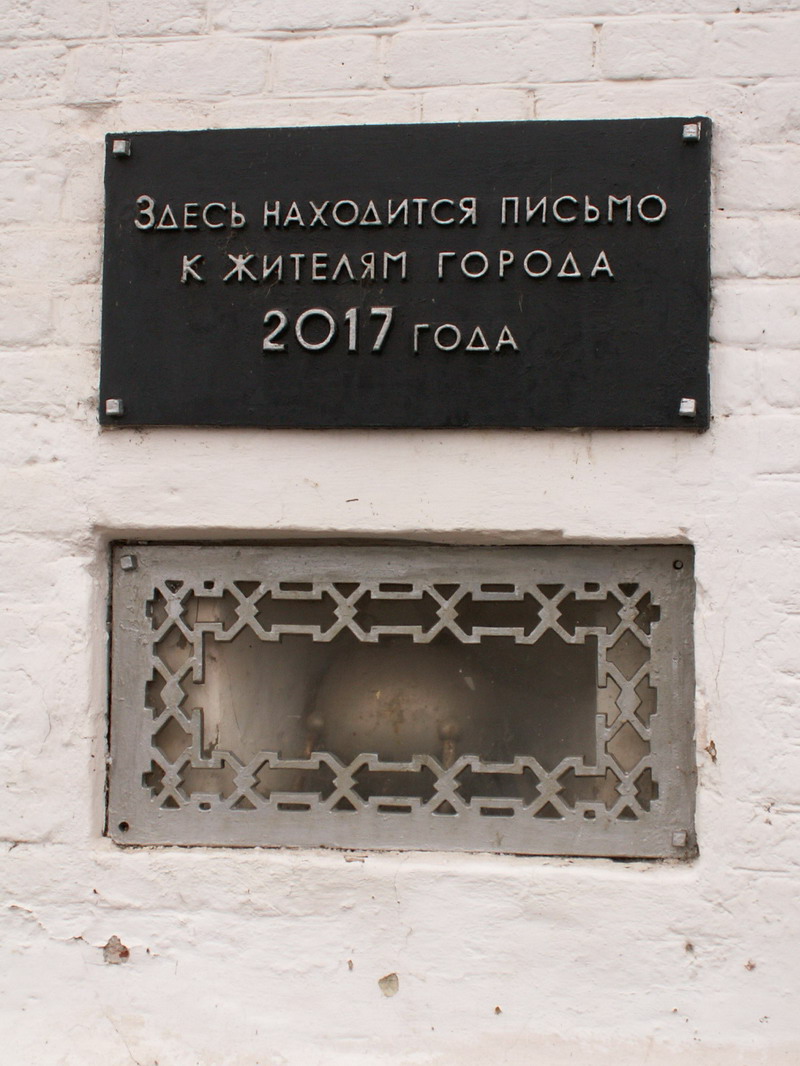 Здесь находится письмо
к жителям города
2017 года